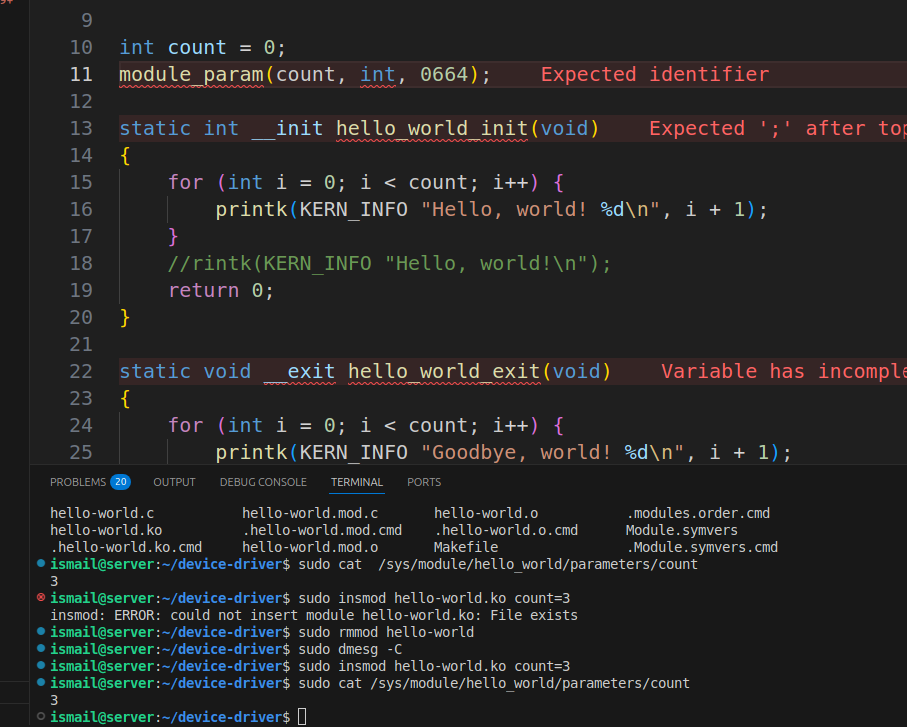 9+
9
10 int count = 0;
11 module_param(count, int, 0664); Expected identifier
12
13 static int __init hello_world_init(void) Expected ';' after top
14 {
15 for (int i = 0; i < count; i++) {
16 printk(KERN_INFO "Hello, world! %d\n", i + 1);
17 }
18 //rintk(KERN_INFO "Hello, world!\n");
19 return 0;
20 }
21
22 static void __exit hello_world_exit(void) Variable has incomple
23 {
24 for (int i = 0; i < count; i++) {
25 printk(KERN_INFO "Goodbye, world! %d\n", i + 1);
PROBLEMS 20 OUTPUT DEBUG CONSOLE TERMINAL PORTS
hello-world.c hello-world.mod.c hello-world.o .modules.order.cmd
hello-world.ko .hello-world.mod.cmd .hello-world.o.cmd Module.symvers
.hello-world.ko.cmd hello-world.mod.o Makefile .Module.symvers.cmd
ismail@server:~/device-driver$ sudo cat  /sys/module/hello_world/parameters/count
3
ismail@server:~/device-driver$ sudo insmod hello-world.ko count=3
insmod: ERROR: could not insert module hello-world.ko: File exists
ismail@server:~/device-driver$ sudo rmmod hello-world
ismail@server:~/device-driver$ sudo dmesg -C
ismail@server:~/device-driver$ sudo insmod hello-world.ko count=3
ismail@server:~/device-driver$ sudo cat /sys/module/hello_world/parameters/count
3
ismail@server:~/device-driver$